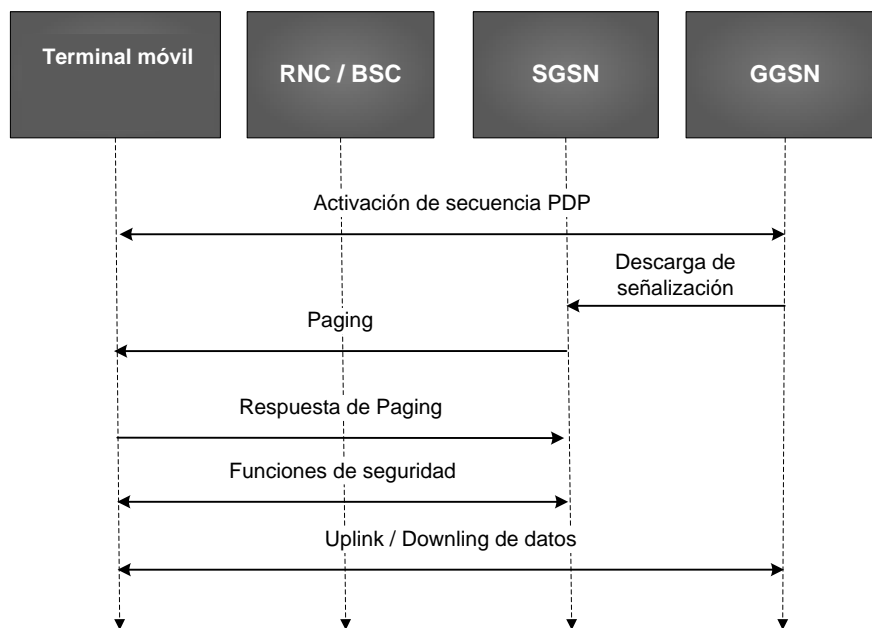 Terminal móvil
RNC / BSC
SGSN
GGSN
Activación de secuencia PDP
Descarga de
señalización
Paging
Respuesta de Paging
Funciones de seguridad
Uplink / Downling de datos